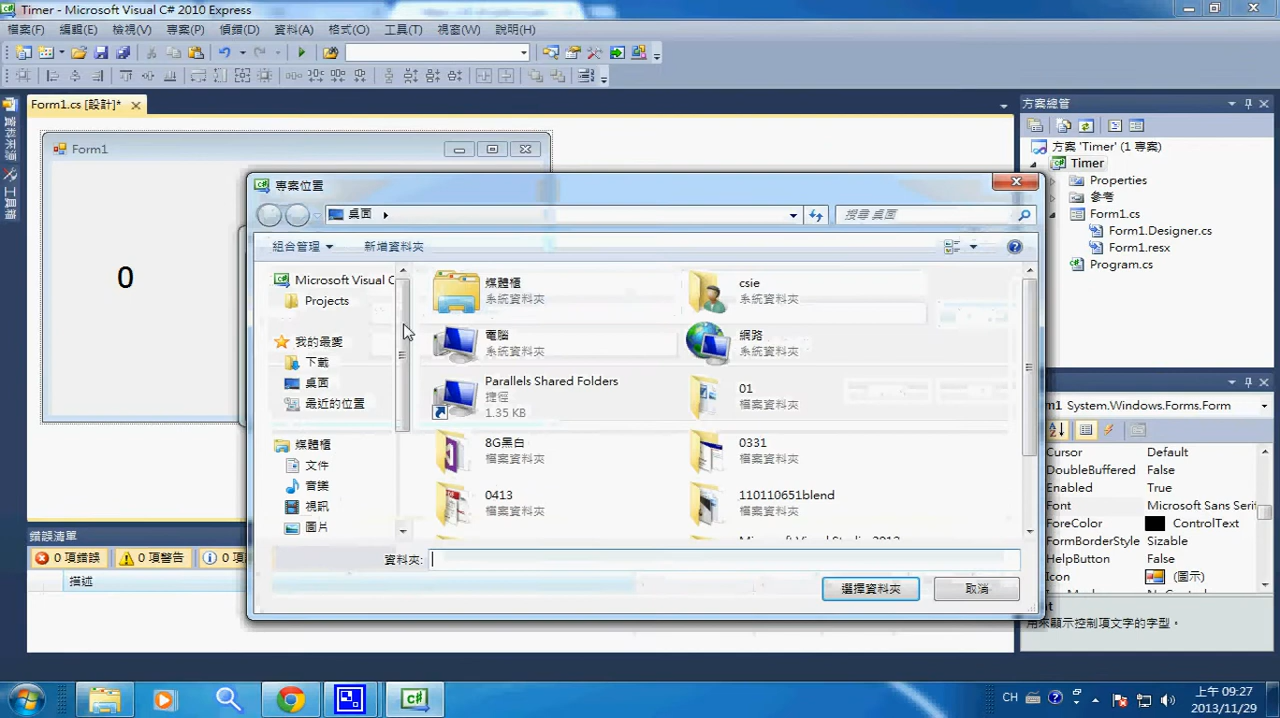 Timer - Microsoft Visual C# 2010 Express
檔案(F) 編輯(E) 檢視(V) 專案(P) 偵錯(D) 資料(A) 格式(O) 工具(T) 視窗(W) 說明(H)
Form1.cs [設計]*
資料來源
工具箱
Form1
0
專案位置
桌面
搜尋 桌面
組合管理
新增資料夾
Microsoft Visual C
Projects
我的最愛
下載
桌面
最近的位置
媒體櫃
文件
音樂
視訊
圖片
媒體櫃
系統資料夾
csie
系統資料夾
電腦
系統資料夾
網路
系統資料夾
Parallels Shared Folders
捷徑
1.35 KB
01
檔案資料夾
8G黑白
檔案資料夾
0331
檔案資料夾
0413
檔案資料夾
110110651blend
檔案資料夾
資料夾:
選擇資料夾
取消
方案總管
方案 'Timer' (1 專案)
Timer
Properties
參考
Form1.cs
Form1.Designer.cs
Form1.resx
Program.cs
System.Windows.Forms.Form
Cursor Default
DoubleBuffered False
Enabled True
Font Microsoft Sans Serif
ForeColor ControlText
FormBorderStyle Sizable
HelpButton False
Icon (圖示)
用來顯示控制項文字的字型。
錯誤清單
0 項錯誤
0 項警告
描述
C#
CH
上午 09:27
2013/11/29